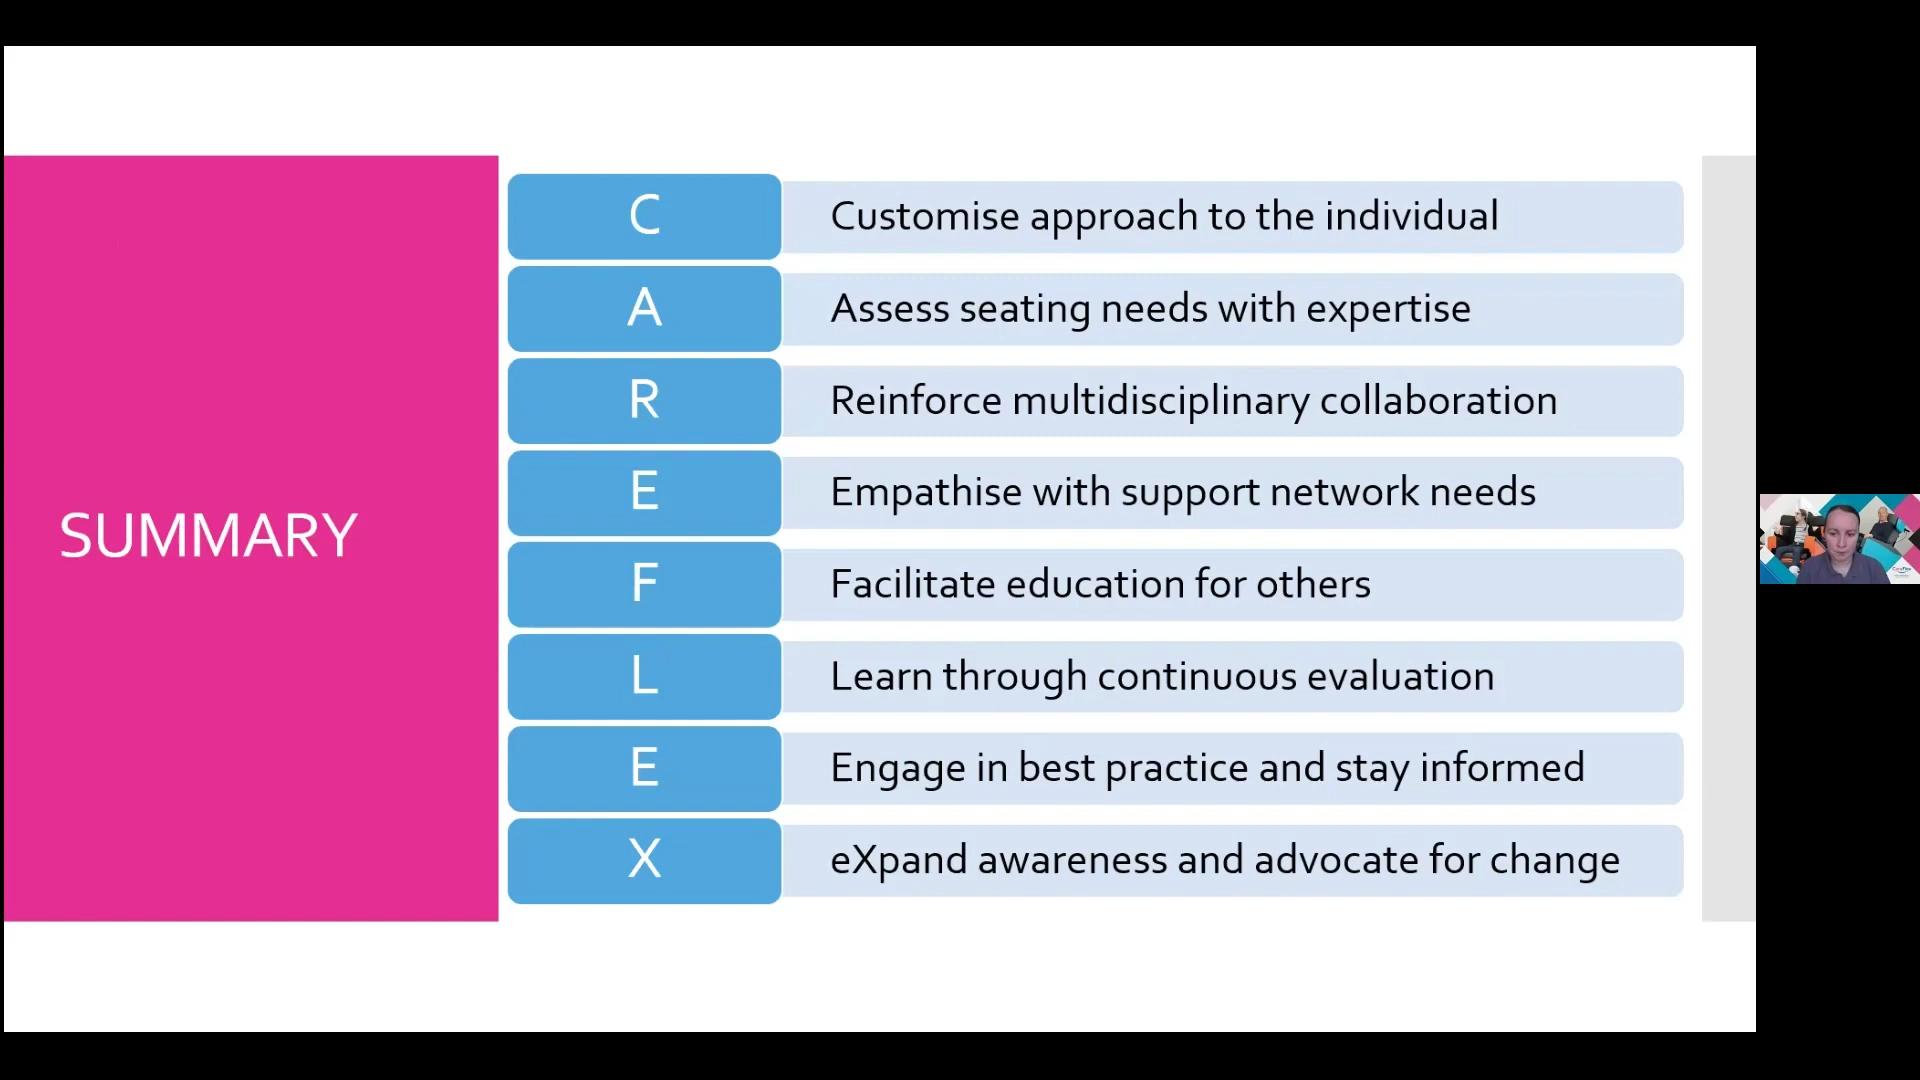 SUMMARY
C
Customise approach to the individual
A
Assess seating needs with expertise
R
Reinforce multidisciplinary collaboration
E
Empathise with support network needs
F
Facilitate education for others
L
Learn through continuous evaluation
E
Engage in best practice and stay informed
X
eXpand awareness and advocate for change